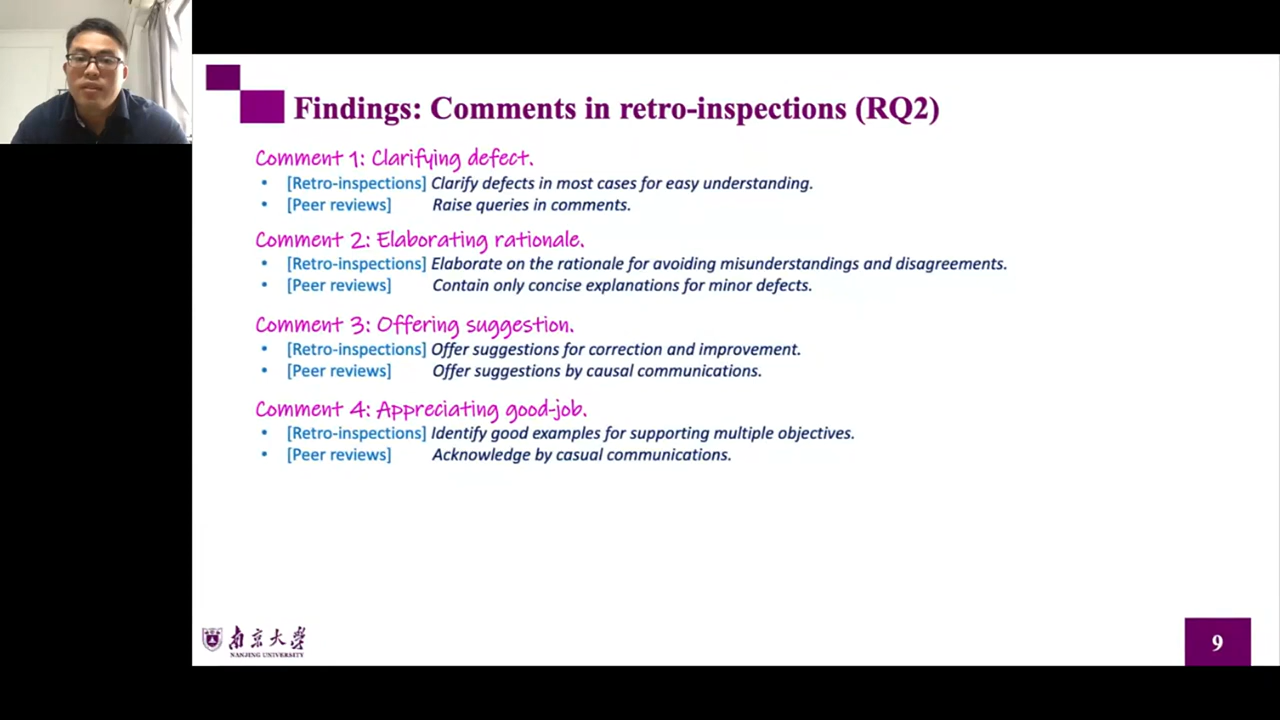 Findings: Comments in retro-inspections (RQ2)
Comment 1: Clarifying defect.
• [Retro-inspections] Clarify defects in most cases for easy understanding.
• [Peer reviews] Raise queries in comments.
Comment 2: Elaborating rationale.
• [Retro-inspections] Elaborate on the rationale for avoiding misunderstandings and disagreements.
• [Peer reviews] Contain only concise explanations for minor defects.
Comment 3: Offering suggestion.
• [Retro-inspections] Offer suggestions for correction and improvement.
• [Peer reviews] Offer suggestions by causal communications.
Comment 4: Appreciating good-job.
• [Retro-inspections] Identify good examples for supporting multiple objectives.
• [Peer reviews] Acknowledge by casual communications.
南京大学
NANJING UNIVERSITY
9